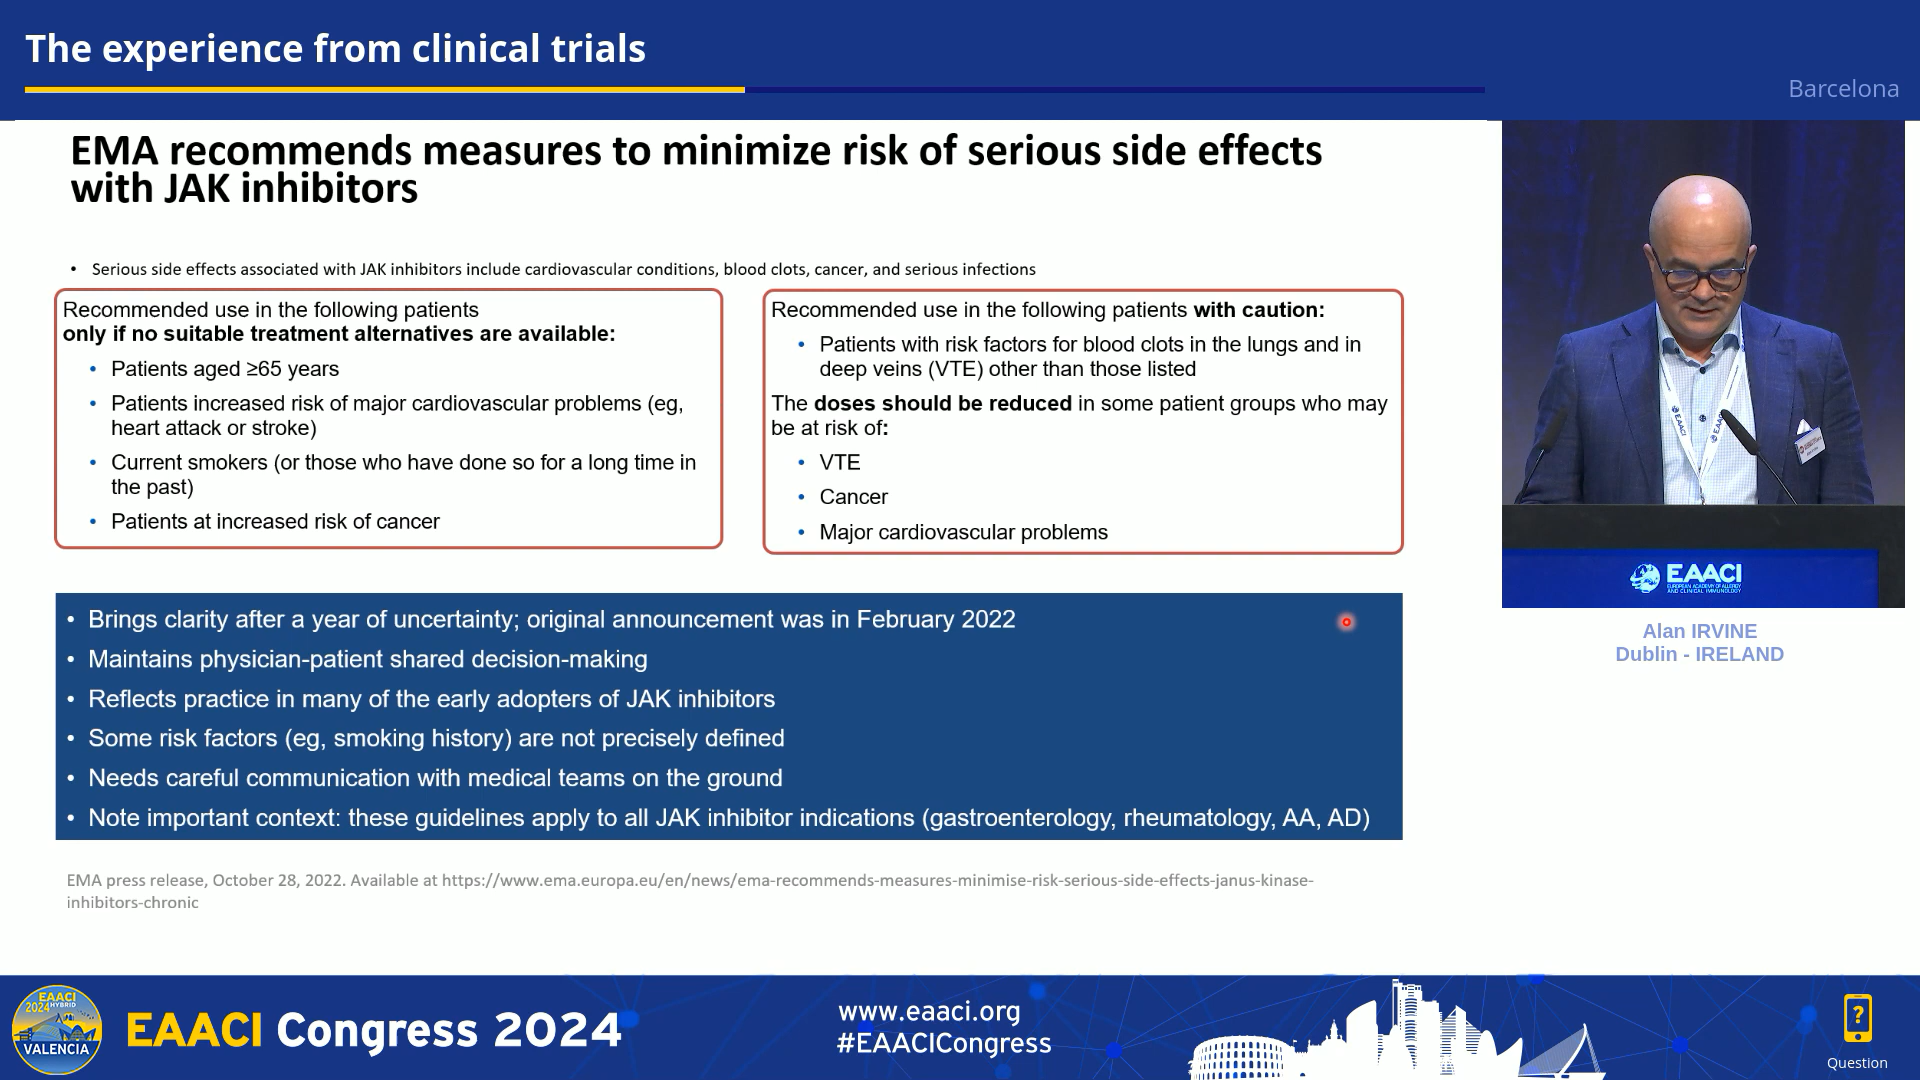 The experience from clinical trials
Barcelona
EMA recommends measures to minimize risk of serious side effects
with JAK inhibitors
• Serious side effects associated with JAK inhibitors include cardiovascular conditions, blood clots, cancer, and serious infections
Recommended use in the following patients
only if no suitable treatment alternatives are available:
• Patients aged ≥65 years
• Patients increased risk of major cardiovascular problems (eg,
heart attack or stroke)
• Current smokers (or those who have done so for a long time in
the past)
• Patients at increased risk of cancer
Recommended use in the following patients with caution:
• Patients with risk factors for blood clots in the lungs and in
deep veins (VTE) other than those listed
The doses should be reduced in some patient groups who may
be at risk of:
• VTE
• Cancer
• Major cardiovascular problems
• Brings clarity after a year of uncertainty; original announcement was in February 2022
• Maintains physician-patient shared decision-making
• Reflects practice in many of the early adopters of JAK inhibitors
• Some risk factors (eg, smoking history) are not precisely defined
• Needs careful communication with medical teams on the ground
• Note important context: these guidelines apply to all JAK inhibitor indications (gastroenterology, rheumatology, AA, AD)
EMA press release, October 28, 2022. Available at https://www.ema.europa.eu/en/news/ema-recommends-measures-minimise-risk-serious-side-effects-janus-kinase-
inhibitors-chronic
EAACI
EAACI
EAACI
EUROPEAN ACADEMY OF ALLERGY
AND CLINICAL IMMUNOLOGY
Alan IRVINE
Dublin - IRELAND
EAACI
2024 HYBRID
VALENCIA
EAACI Congress 2024
www.eaaci.org
#EAACICongress
?
Question